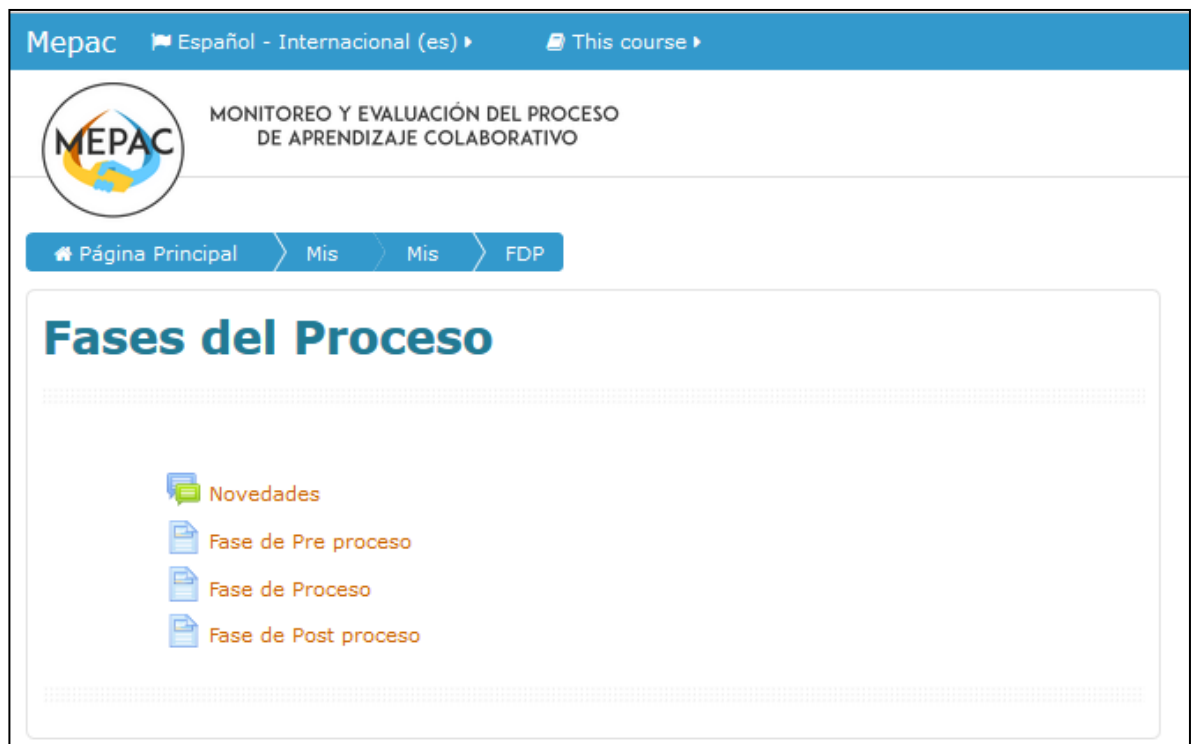 Mepac Español - Internacional (es) This course
MEPAC
MONITOREO Y EVALUACIÓN DEL PROCESO
DE APRENDIZAJE COLABORATIVO
Página Principal Mis Mis FDP
Fases del Proceso
Novedades
Fase de Pre proceso
Fase de Proceso
Fase de Post proceso